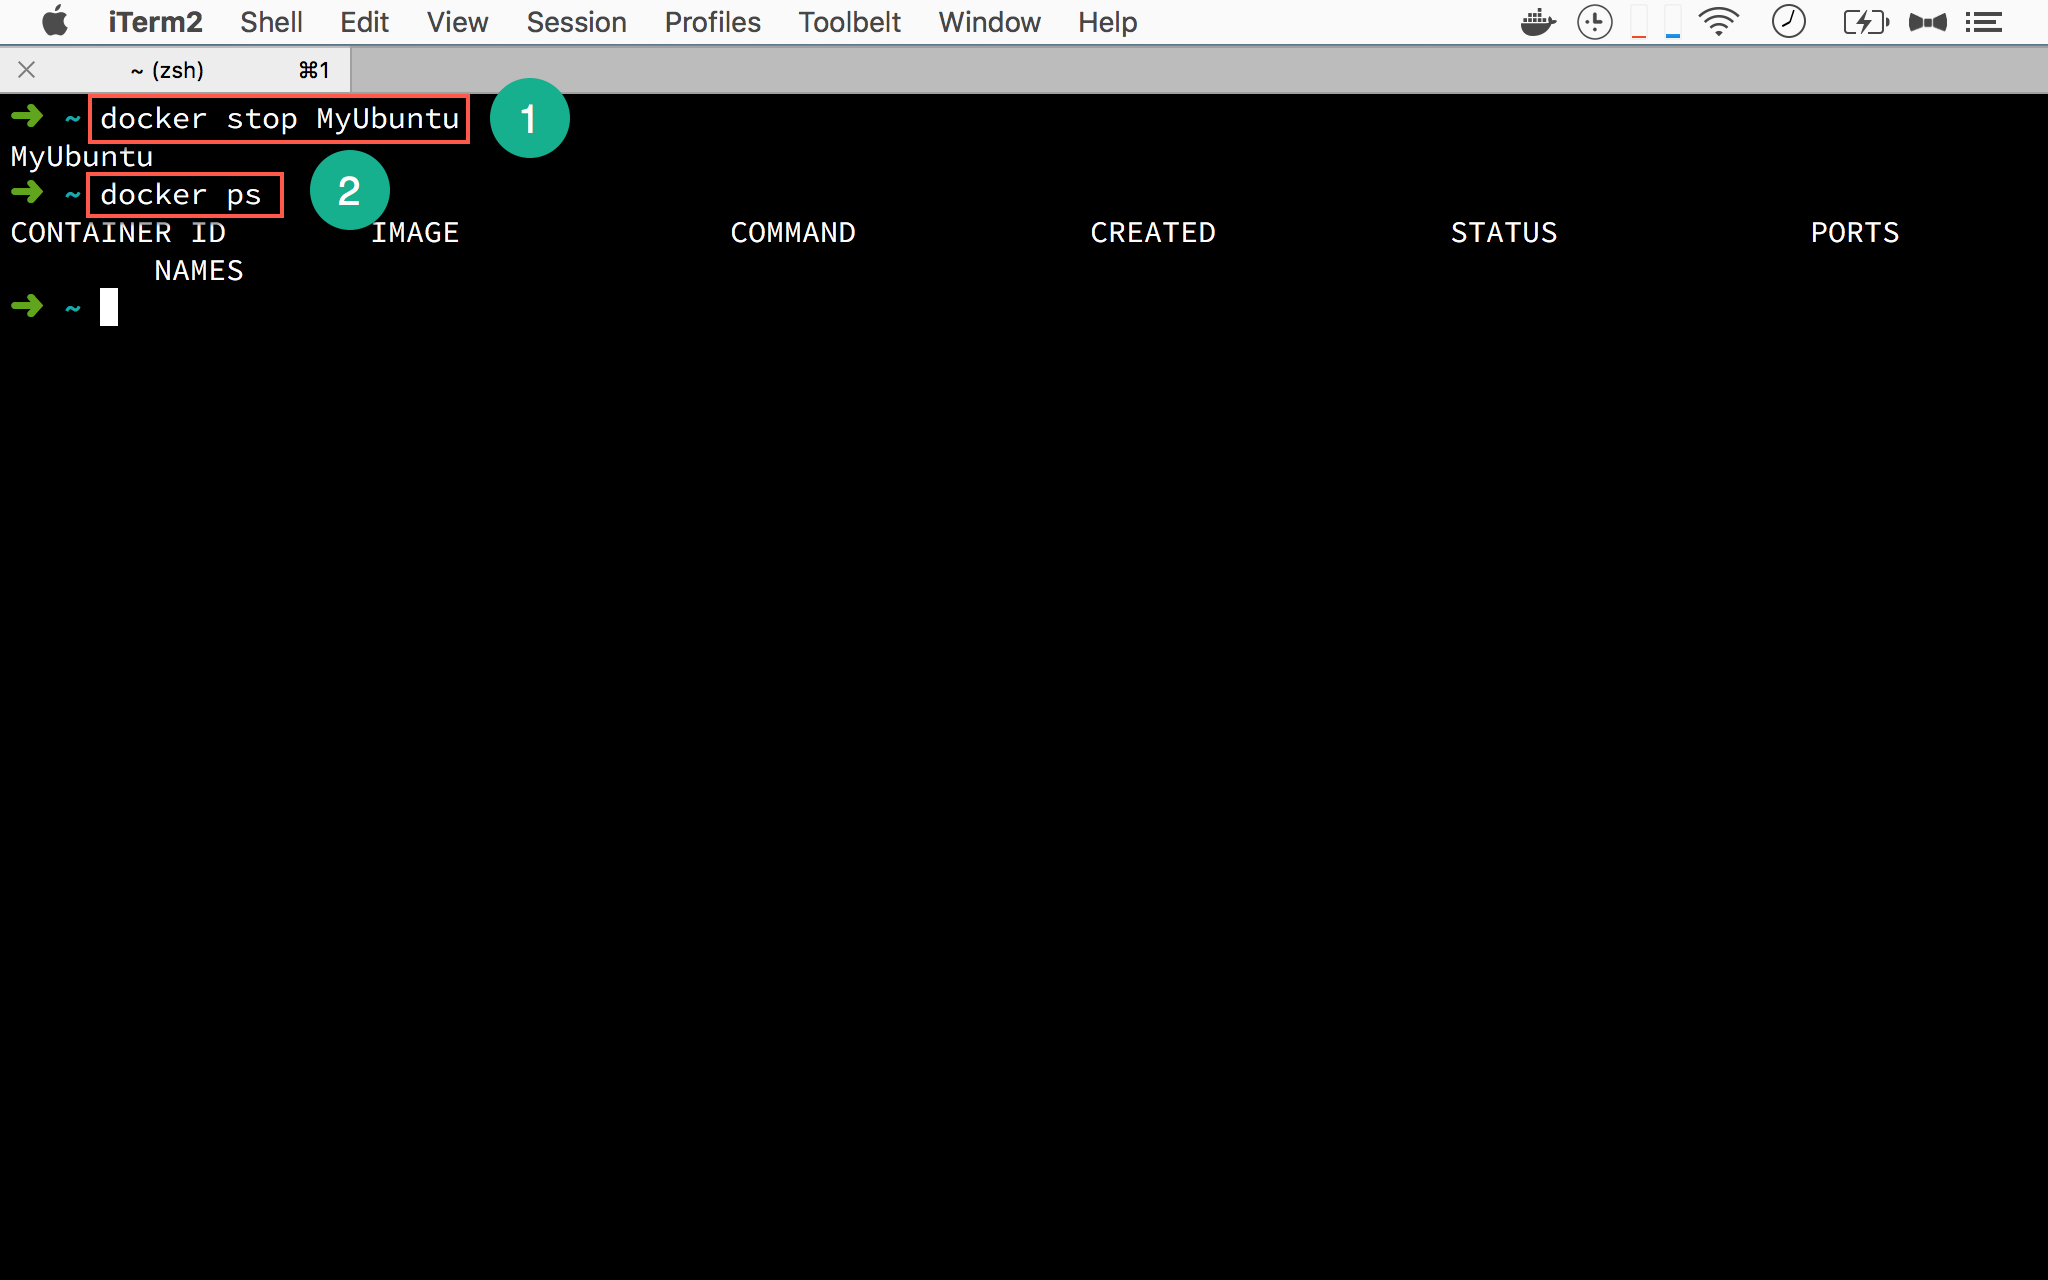 iTerm2 Shell Edit View Session Profiles Toolbelt Window Help
~ (zsh) ⌘1
➜ ~ docker stop MyUbuntu 1
MyUbuntu
➜ ~ docker ps 2
CONTAINER ID IMAGE COMMAND CREATED STATUS PORTS
NAMES
➜ ~